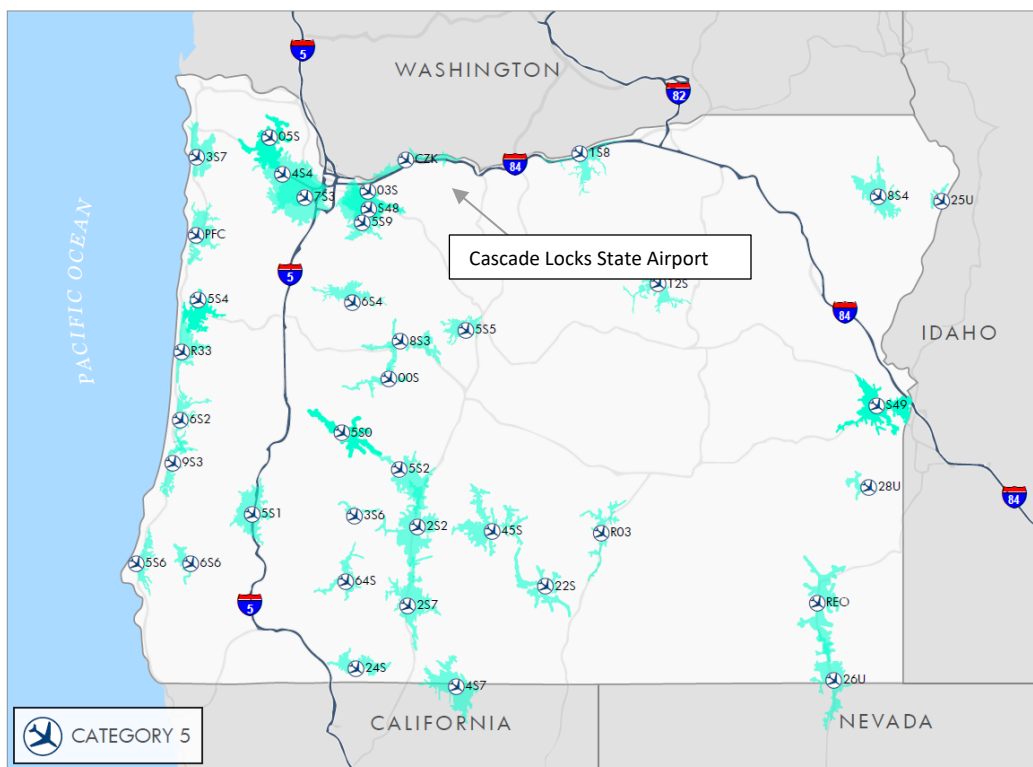 5
WASHINGTON
82
05S
3S7
CZK
84
1S8
4S4
7S3
03S
S48
5S9
8S4
25U
PFC
Cascade Locks State Airport
5
12S
5S4
6S4
84
5S5
8S3
IDAHO
PACIFIC OCEAN
R33
00S
S49
6S2
5S0
9S3
5S2
28U
84
5S1
3S6
2S2
45S
R03
5S6
6S6
64S
22S
5
2S7
REO
24S
4S7
26U
CALIFORNIA
NEVADA
CATEGORY 5